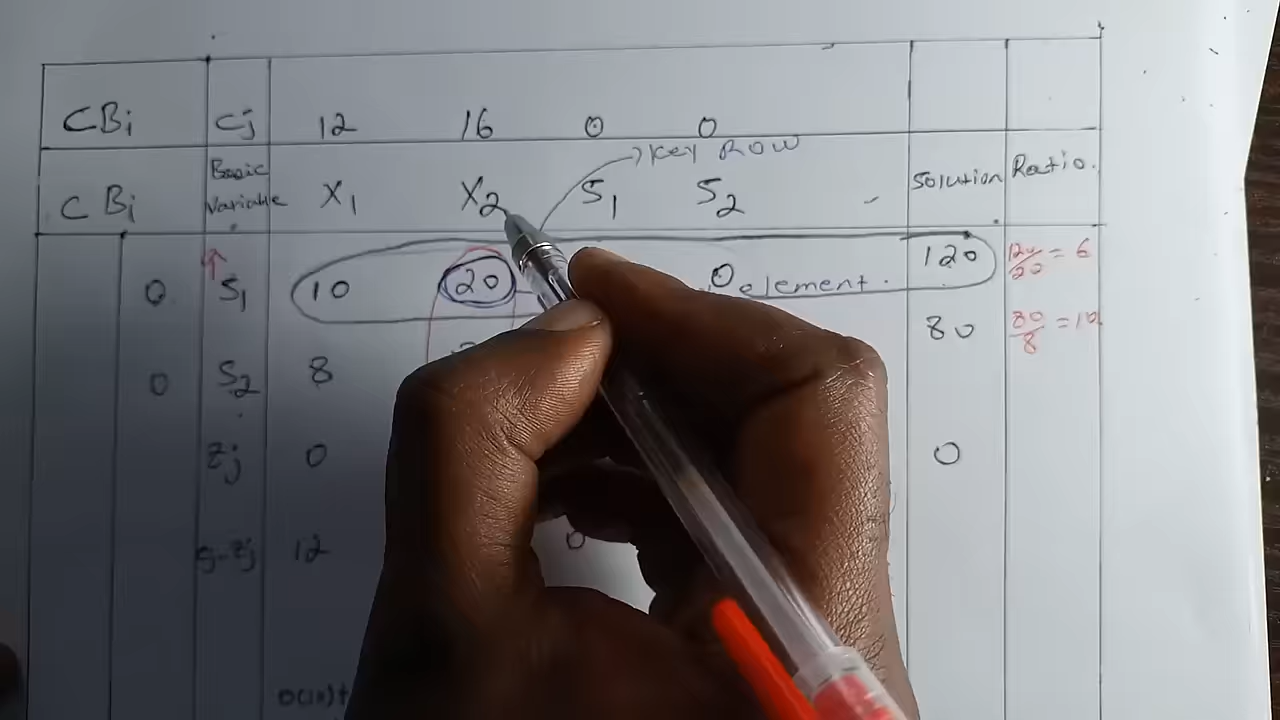 CBi Cj 12 16 0 0
→ Key Row
CBi Basic Variable X1 X2 S1 S2 Solution Ratio.
0 S1 10 20 0 element. 120 120/20 = 6
0 S2 8 80 80/8 = 10
Zj 0 0
Cj-Zj 12 0
0(10)+